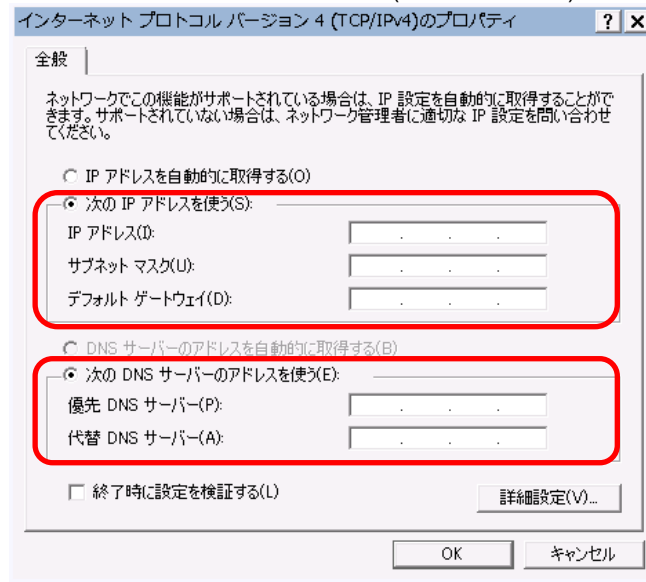 インターネット プロトコル バージョン 4 (TCP/IPv4)のプロパティ
? x
全般
ネットワークでこの機能がサポートされている場合は、IP 設定を自動的に取得することがで
きます。サポートされていない場合は、ネットワーク管理者に適切な IP 設定を問い合わせ
てください。
IP アドレスを自動的に取得する(O)
次の IP アドレスを使う(S):
IP アドレス(I):
サブネット マスク(U):
デフォルト ゲートウェイ(D):
DNS サーバーのアドレスを自動的に取得する(B)
次の DNS サーバーのアドレスを使う(E):
優先 DNS サーバー(P):
代替 DNS サーバー(A):
終了時に設定を検証する(L)
詳細設定(V)...
OK
キャンセル